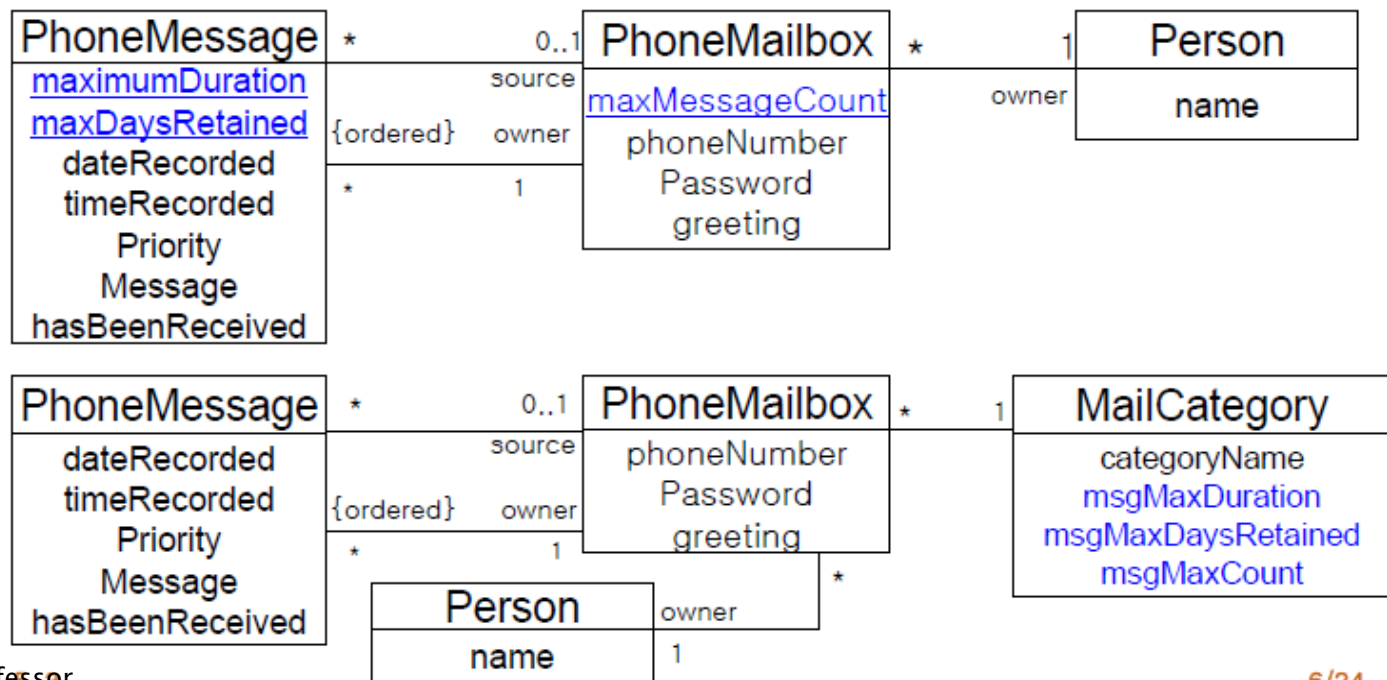 PhoneMessage
maximumDuration
maxDaysRetained
dateRecorded
timeRecorded
Priority
Message
hasBeenReceived
* 0..1
source
{ordered} owner
* 1
PhoneMailbox
maxMessageCount
phoneNumber
Password
greeting
* 1
owner
Person
name
PhoneMessage
dateRecorded
timeRecorded
Priority
Message
hasBeenReceived
* 0..1
source
{ordered} owner
* 1
PhoneMailbox
phoneNumber
Password
greeting
* 1
MailCategory
categoryName
msgMaxDuration
msgMaxDaysRetained
msgMaxCount
*
owner
1
Person
name